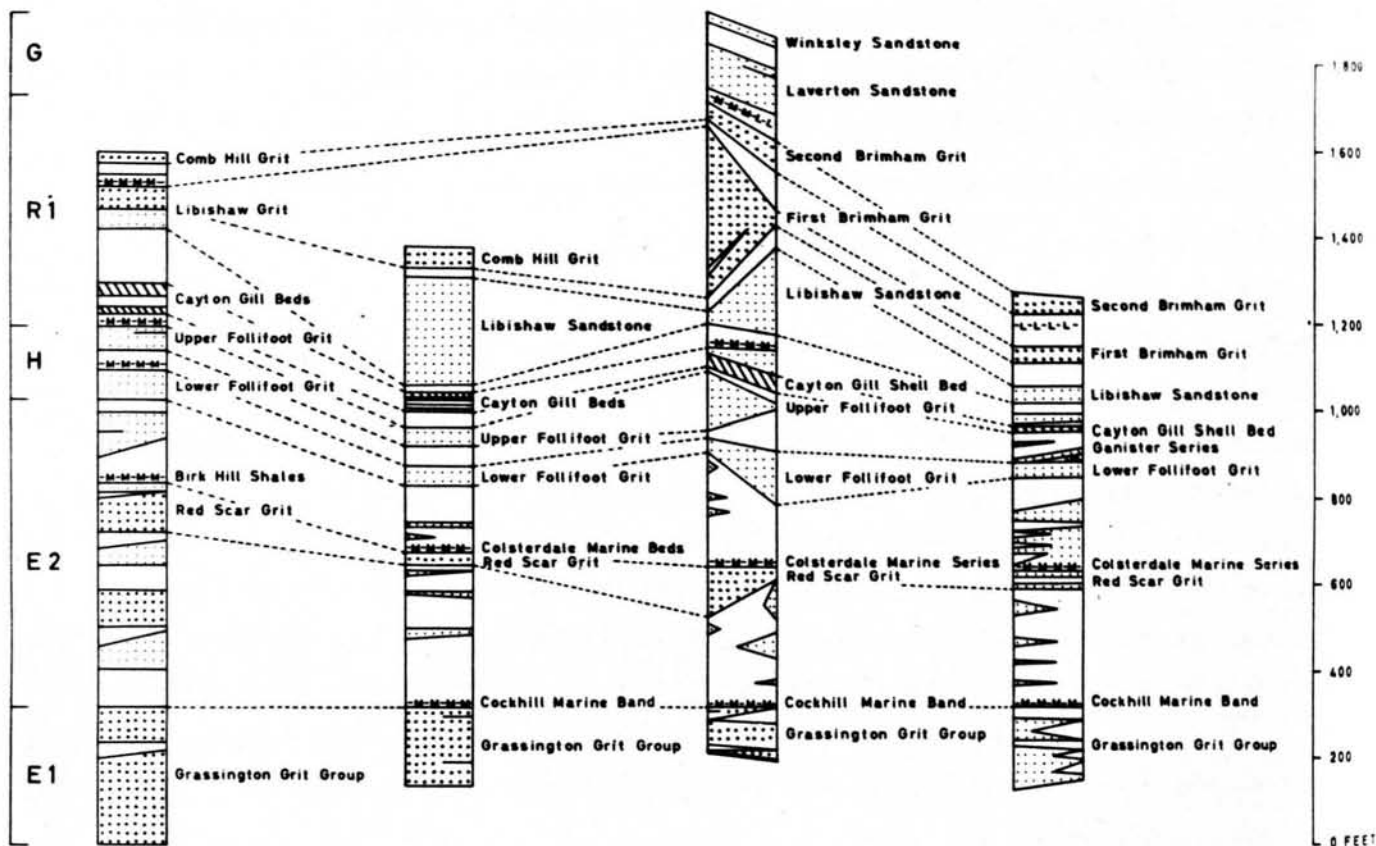 G
R1
H
E2
E1
Comb Hill Grit
Libishaw Grit
Cayton Gill Beds
Upper Follifoot Grit
Lower Follifoot Grit
Birk Hill Shales
Red Scar Grit
Grassington Grit Group
M M M M
M M M M
M M M M
M M M M
Comb Hill Grit
Libishaw Sandstone
Cayton Gill Beds
Upper Follifoot Grit
Lower Follifoot Grit
Colsterdale Marine Beds
Red Scar Grit
Cockhill Marine Band
Grassington Grit Group
M M M M
M M M M
Winksley Sandstone
Laverton Sandstone
Second Brimham Grit
First Brimham Grit
Libishaw Sandstone
Cayton Gill Shell Bed
Upper Follifoot Grit
Lower Follifoot Grit
Colsterdale Marine Series
Red Scar Grit
Cockhill Marine Band
Grassington Grit Group
M-M-M-L-L
M M M M
M M M M
M M M M
Second Brimham Grit
First Brimham Grit
Libishaw Sandstone
Cayton Gill Shell Bed
Ganister Series
Lower Follifoot Grit
Colsterdale Marine Series
Red Scar Grit
Cockhill Marine Band
Grassington Grit Group
L-L-L-L
M M M M
M M M M
1,800
1,600
1,400
1,200
1,000
800
600
400
200
0 FEET